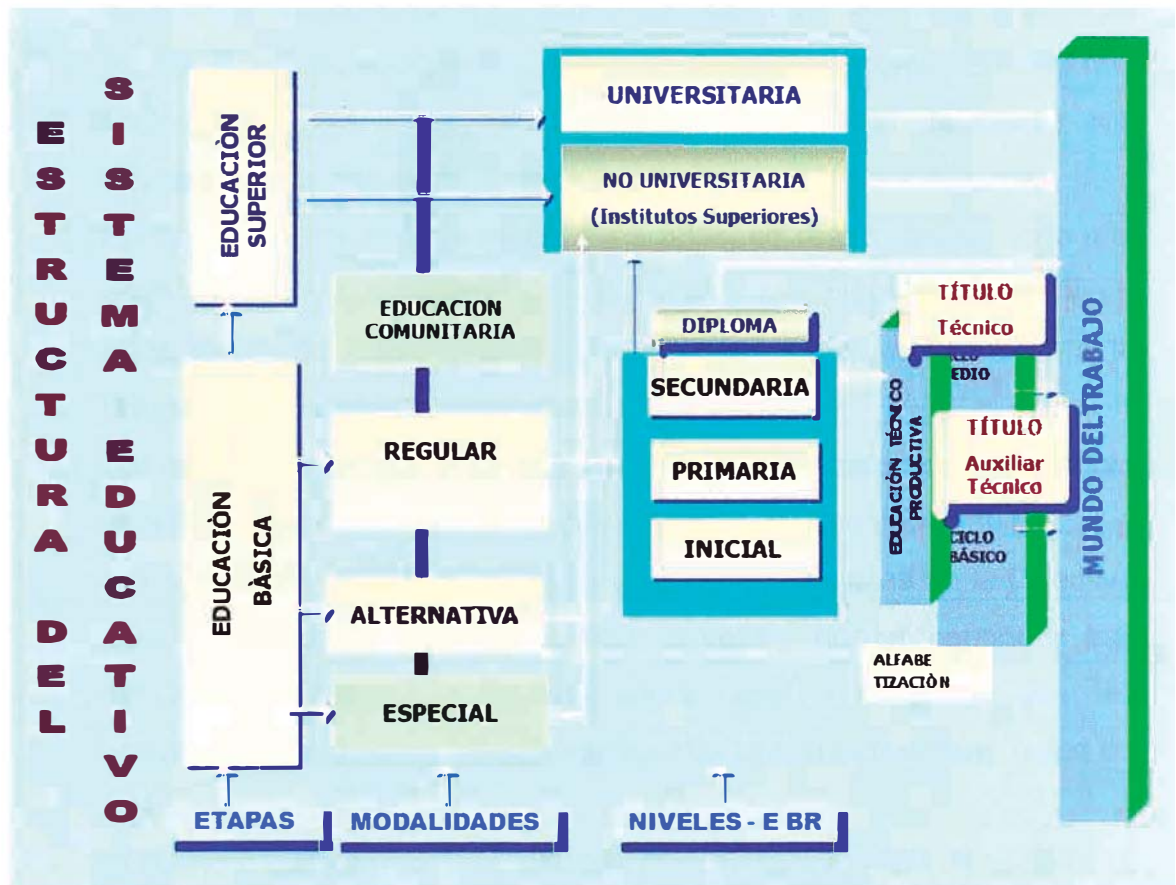 ESTRUCTURA DEL
SISTEMA EDUCATIVO
EDUCACIÒN
SUPERIOR
UNIVERSITARIA
NO UNIVERSITARIA
(Institutos Superiores)
EDUCACION
COMUNITARIA
DIPLOMA
TÍTULO
Técnico
EDIO
SECUNDARIA
EDUCACIÓN TÉCNICO
PRODUCTIVA
EDUCACIÒN
BÀSICA
REGULAR
PRIMARIA
TÍTULO
Auxiliar
Técnico
INICIAL
CICLO
BÁSICO
ALTERNATIVA
ALFABE
TIZACIÒN
ESPECIAL
MUNDO DELTRABAJO
ETAPAS
MODALIDADES
NIVELES - E BR